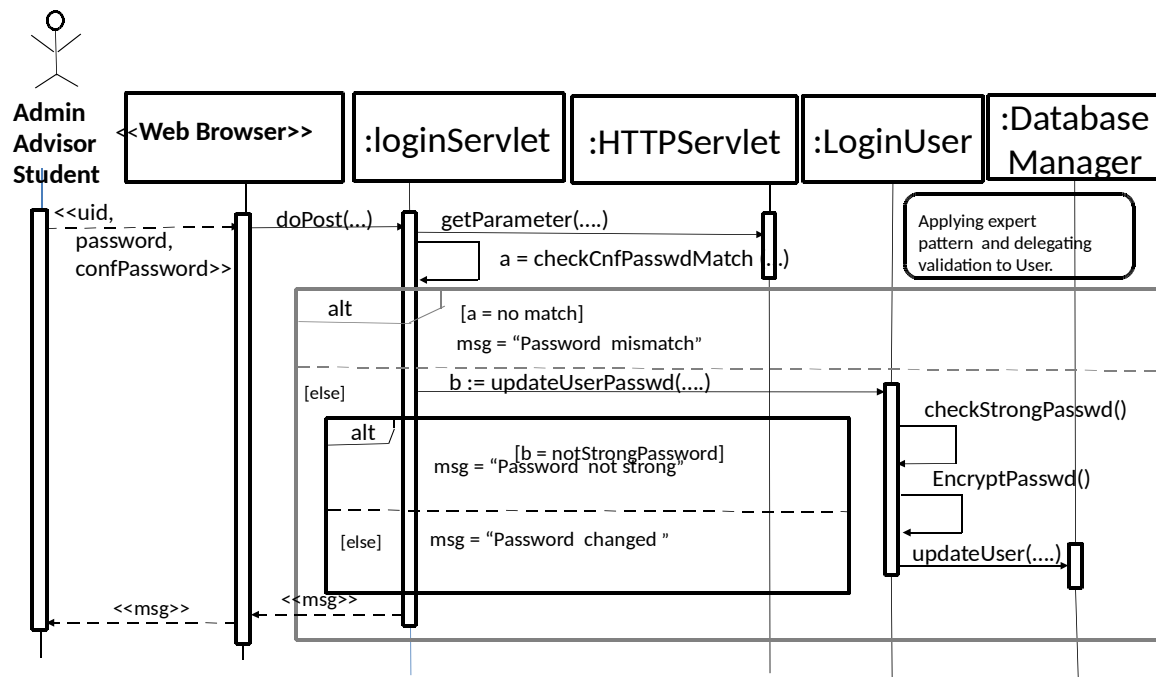 Admin
Advisor
Student
<<Web Browser>>
:loginServlet
:HTTPServlet
:LoginUser
:Database
Manager
<<uid,
password,
confPassword>>
doPost(...)
getParameter(....)
a = checkCnfPasswdMatch (...)
Applying expert
pattern and delegating
validation to User.
alt
[a = no match]
msg = “Password mismatch”
[else]
b := updateUserPasswd(....)
checkStrongPasswd()
alt
[b = notStrongPassword]
msg = “Password not strong”
EncryptPasswd()
[else]
msg = “Password changed ”
updateUser(....)
<<msg>>
<<msg>>